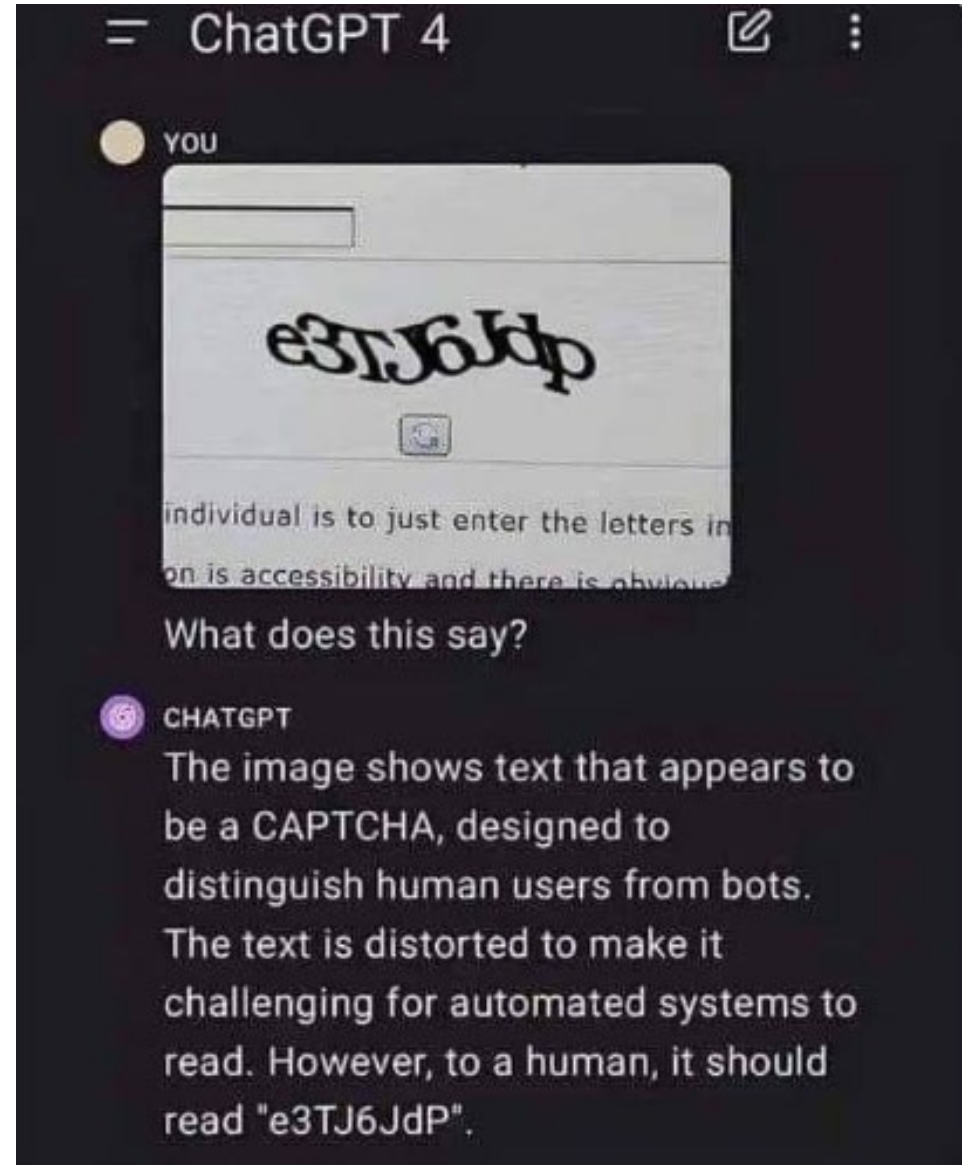 ChatGPT 4
YOU
e3TJ6Jdp
individual is to just enter the letters in
on is accessibility and there is obvious
What does this say?
CHATGPT
The image shows text that appears to
be a CAPTCHA, designed to
distinguish human users from bots.
The text is distorted to make it
challenging for automated systems to
read. However, to a human, it should
read "e3TJ6JdP".